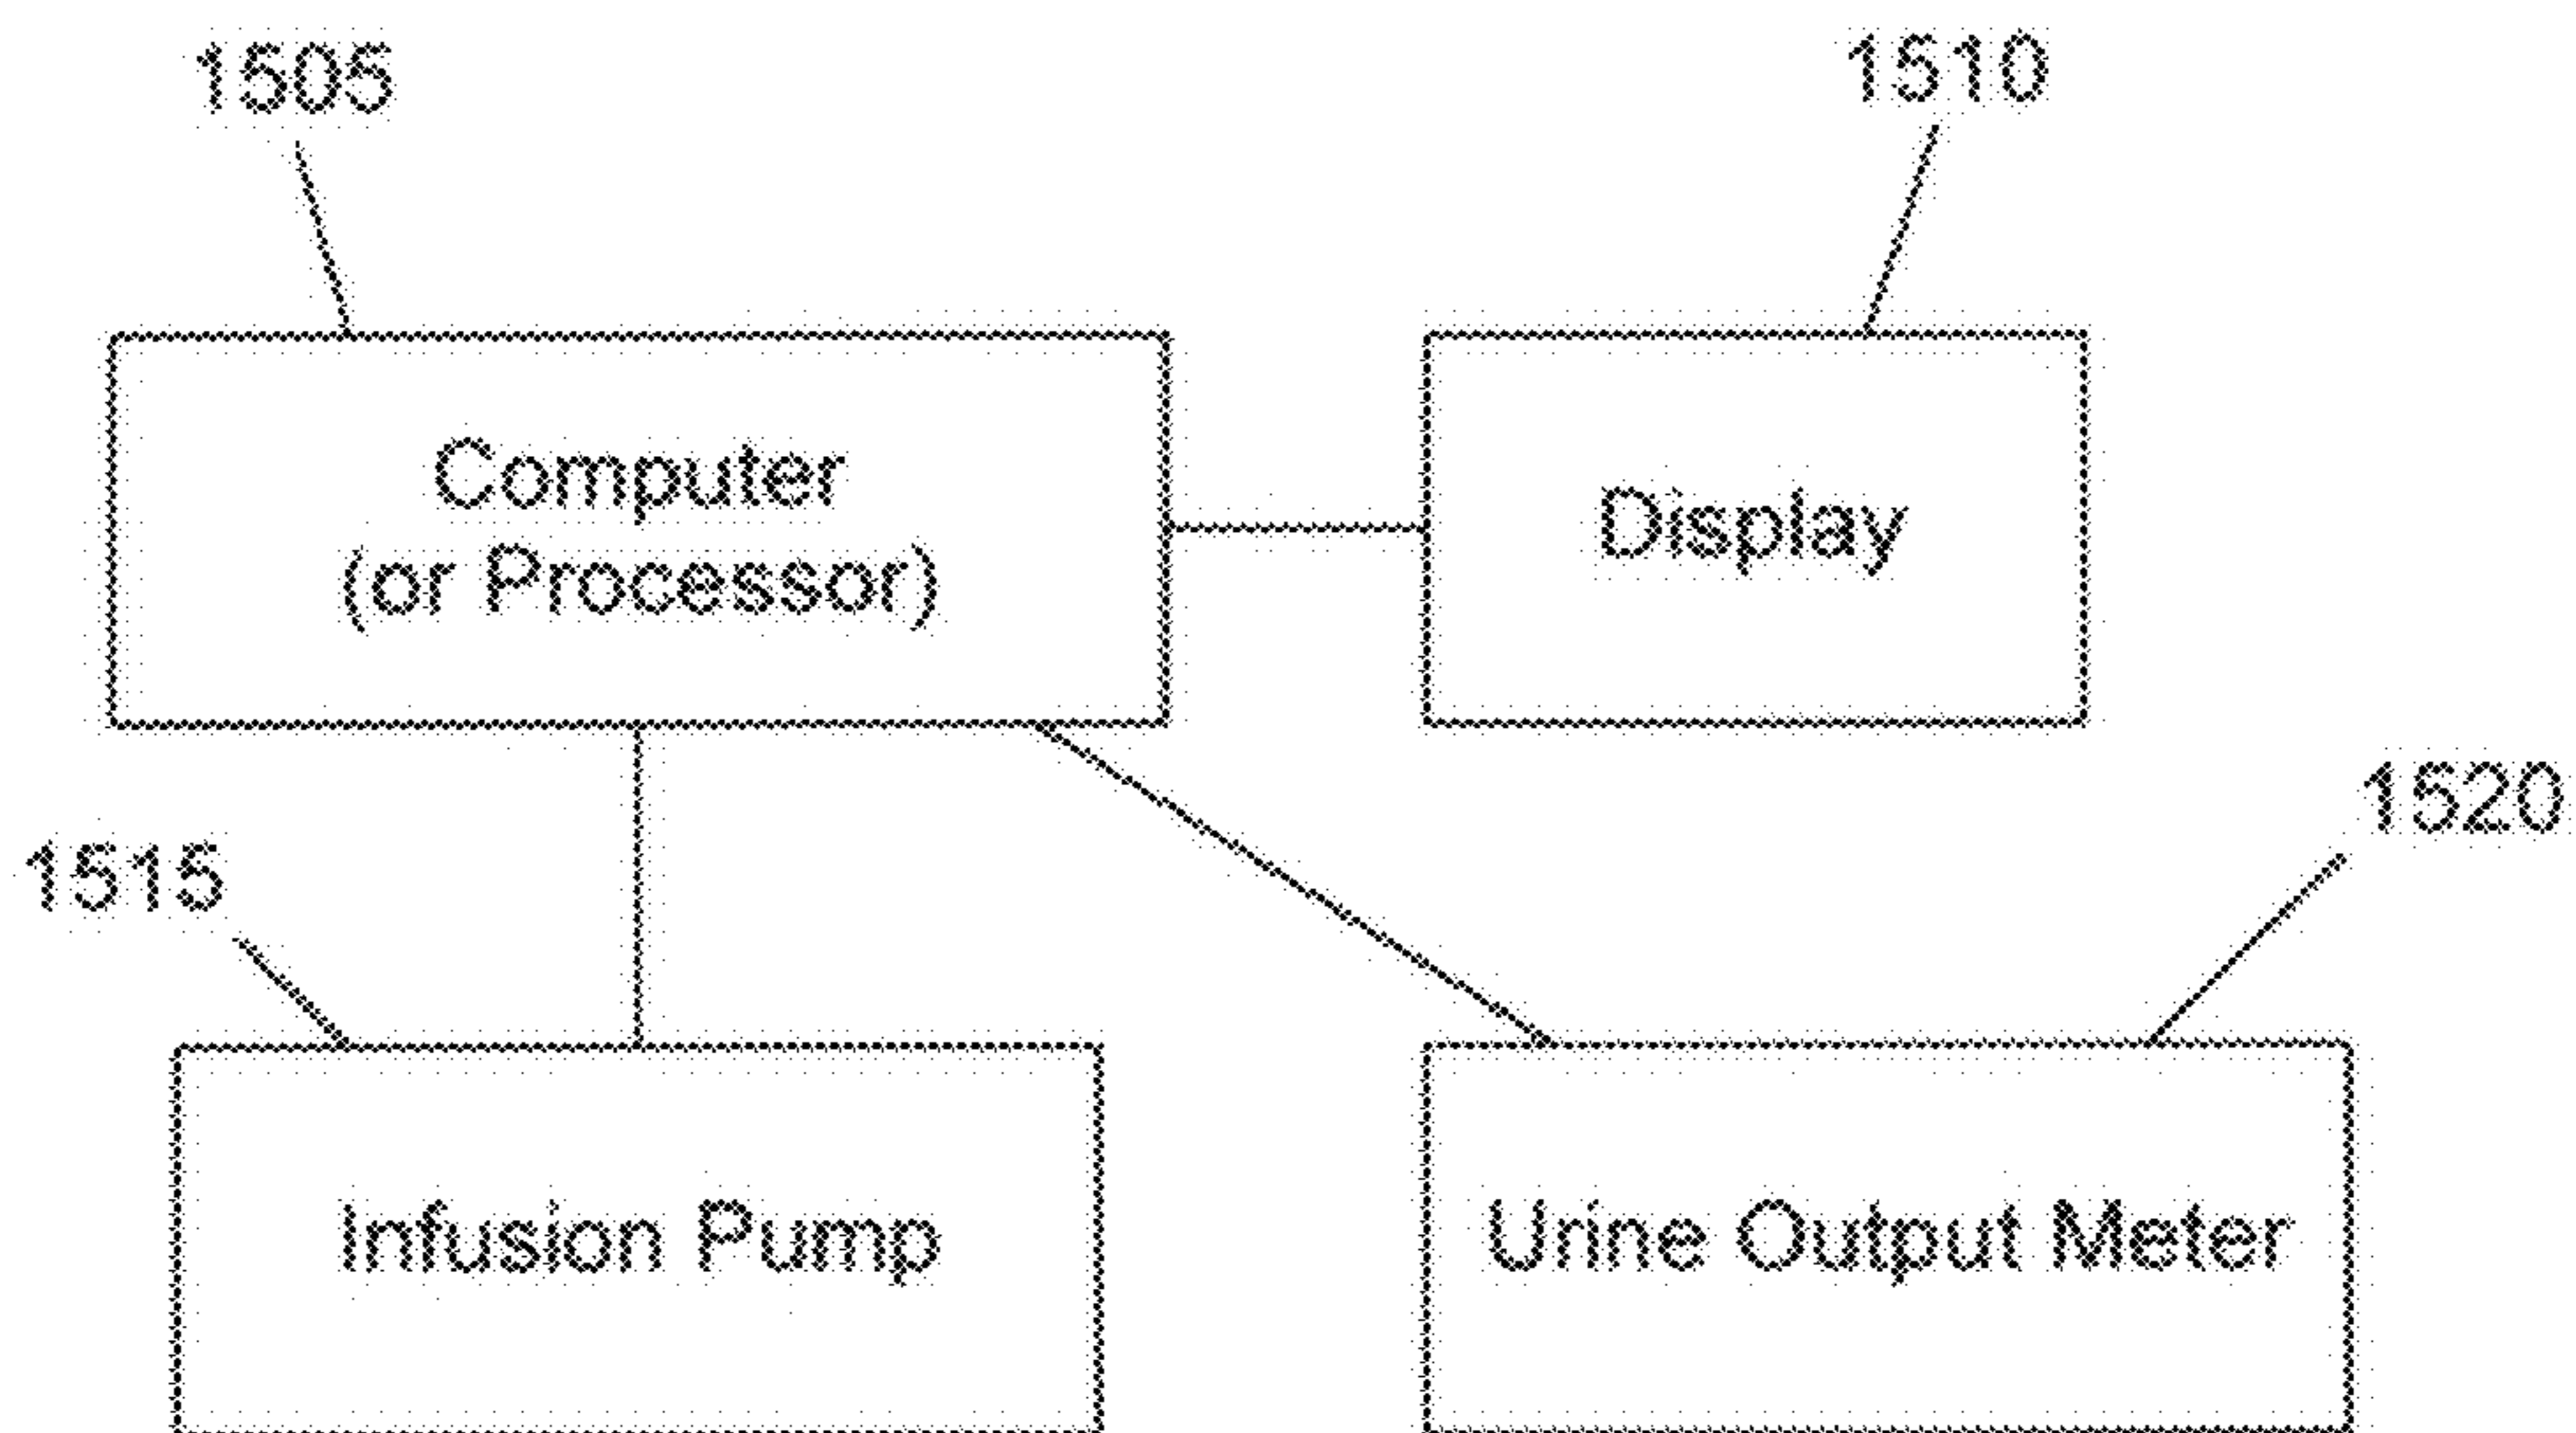 1505
1510
Computer
(or Processor)
Display
1515
1520
Infusion Pump
Urine Output Meter